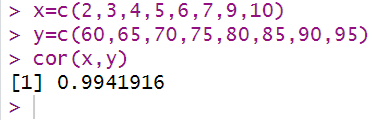 > x=c(2,3,4,5,6,7,9,10)
> y=c(60,65,70,75,80,85,90,95)
> cor(x,y)
[1] 0.9941916
>